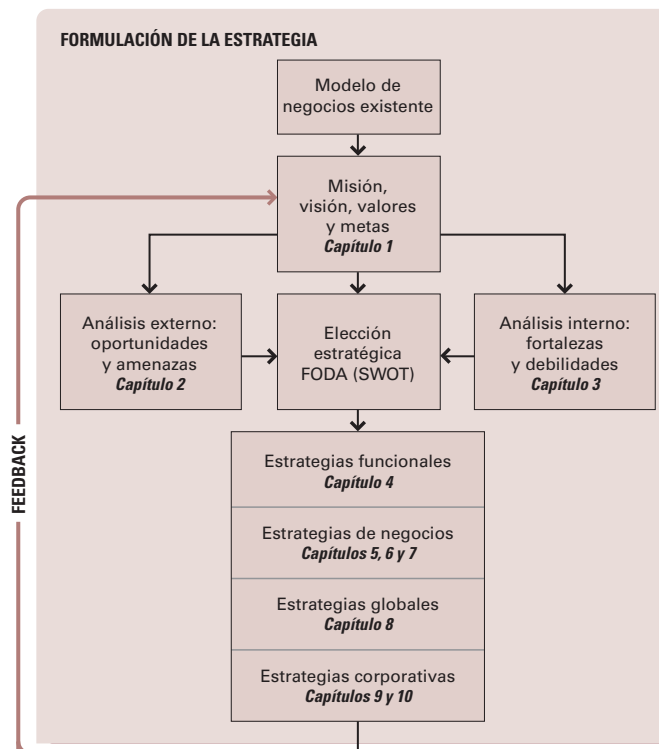 FORMULACIÓN DE LA ESTRATEGIA
Modelo de
negocios existente
Misión,
visión, valores
y metas
Capítulo 1
Análisis externo:
oportunidades
y amenazas
Capítulo 2
Elección
estratégica
FODA (SWOT)
Análisis interno:
fortalezas
y debilidades
Capítulo 3
Estrategias funcionales
Capítulo 4
Estrategias de negocios
Capítulos 5, 6 y 7
Estrategias globales
Capítulo 8
Estrategias corporativas
Capítulos 9 y 10
FEEDBACK